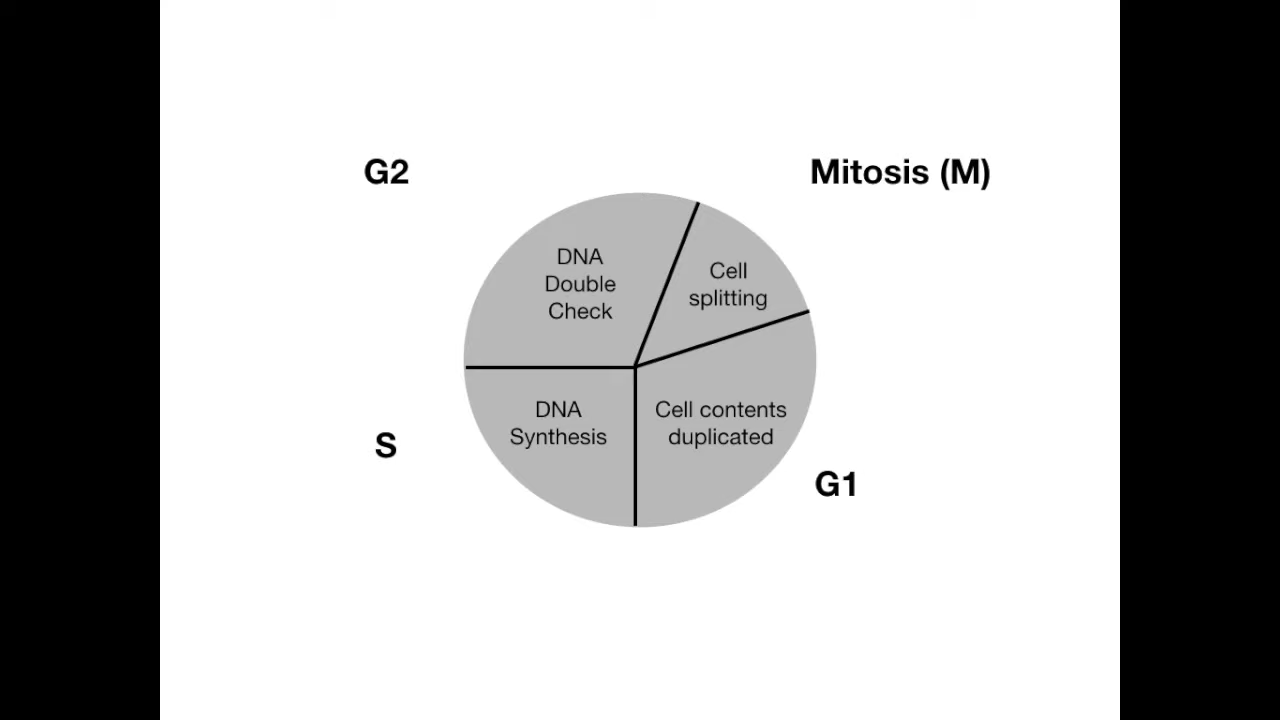 G2
Mitosis (M)
DNA
Double
Check
Cell
splitting
DNA
Synthesis
Cell contents
duplicated
S
G1